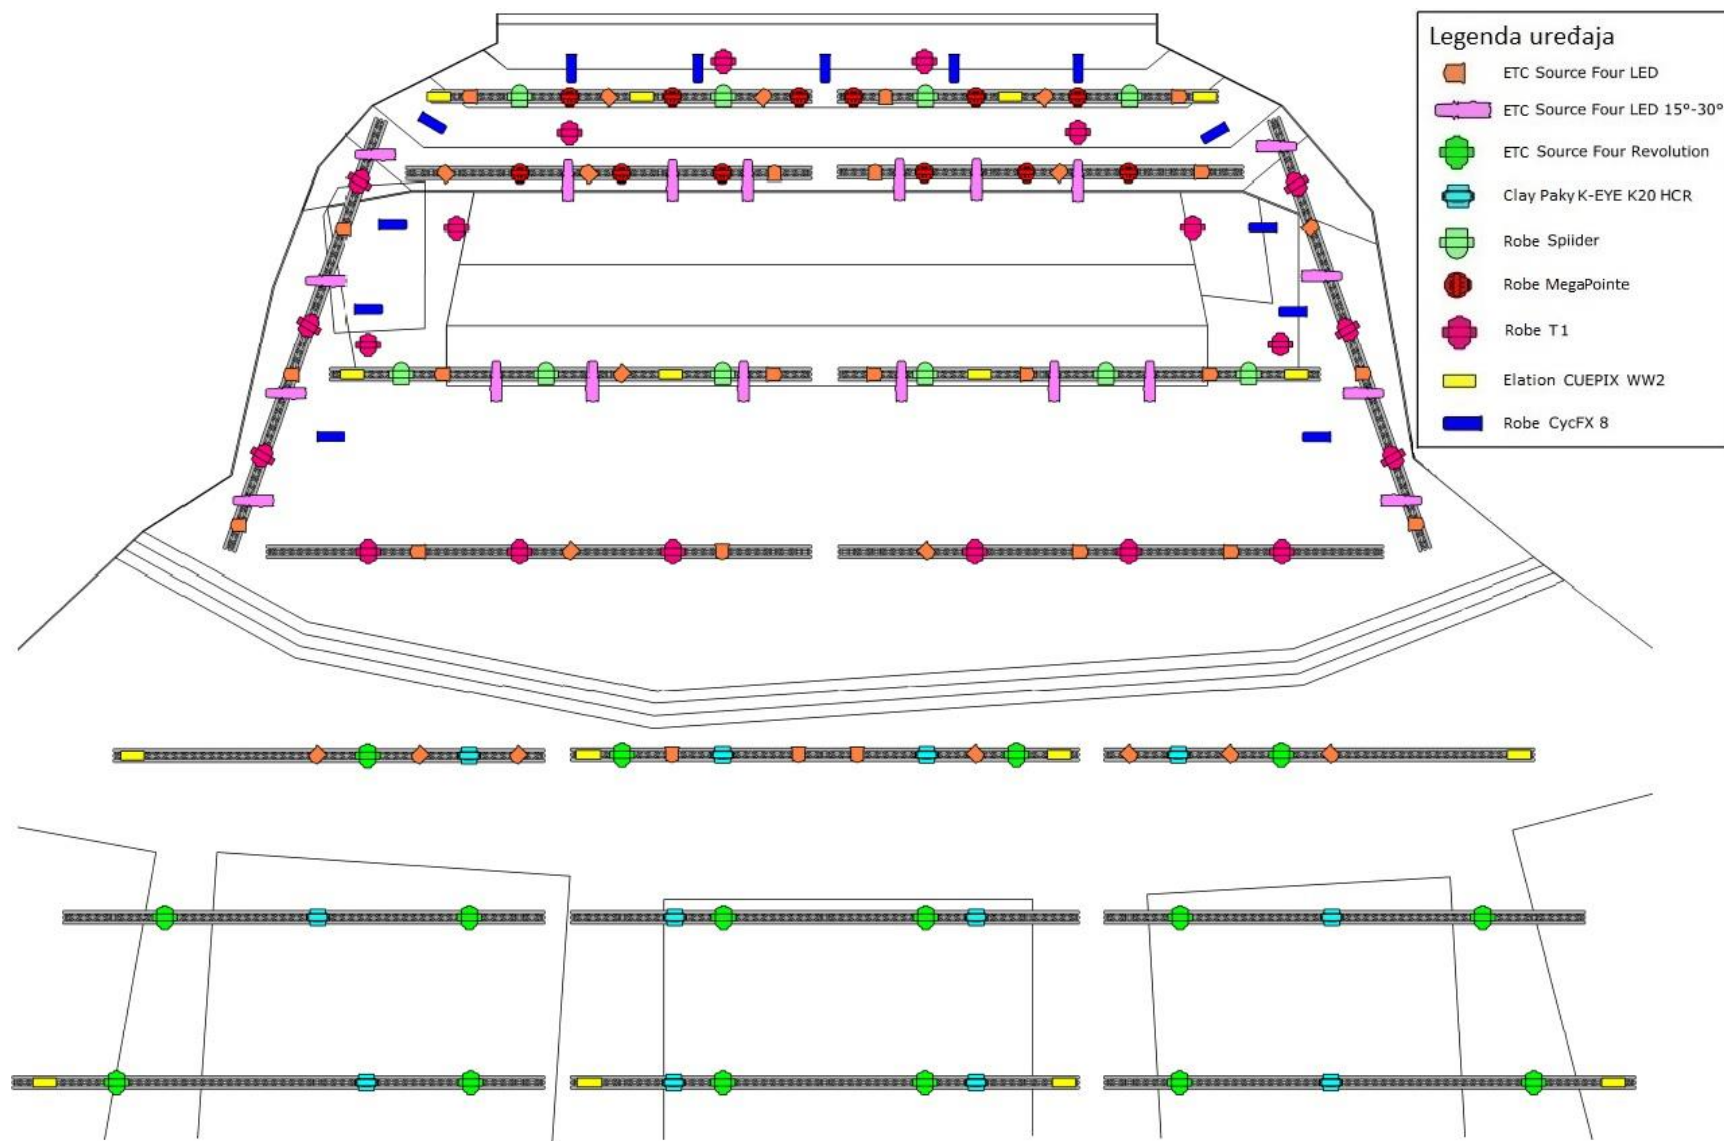 Legenda uređaja
ETC Source Four LED
ETC Source Four LED 15°-30°
ETC Source Four Revolution
Clay Paky K-EYE K20 HCR
Robe Spiider
Robe MegaPointe
Robe T1
Elation CUEPIX WW2
Robe CycFX 8